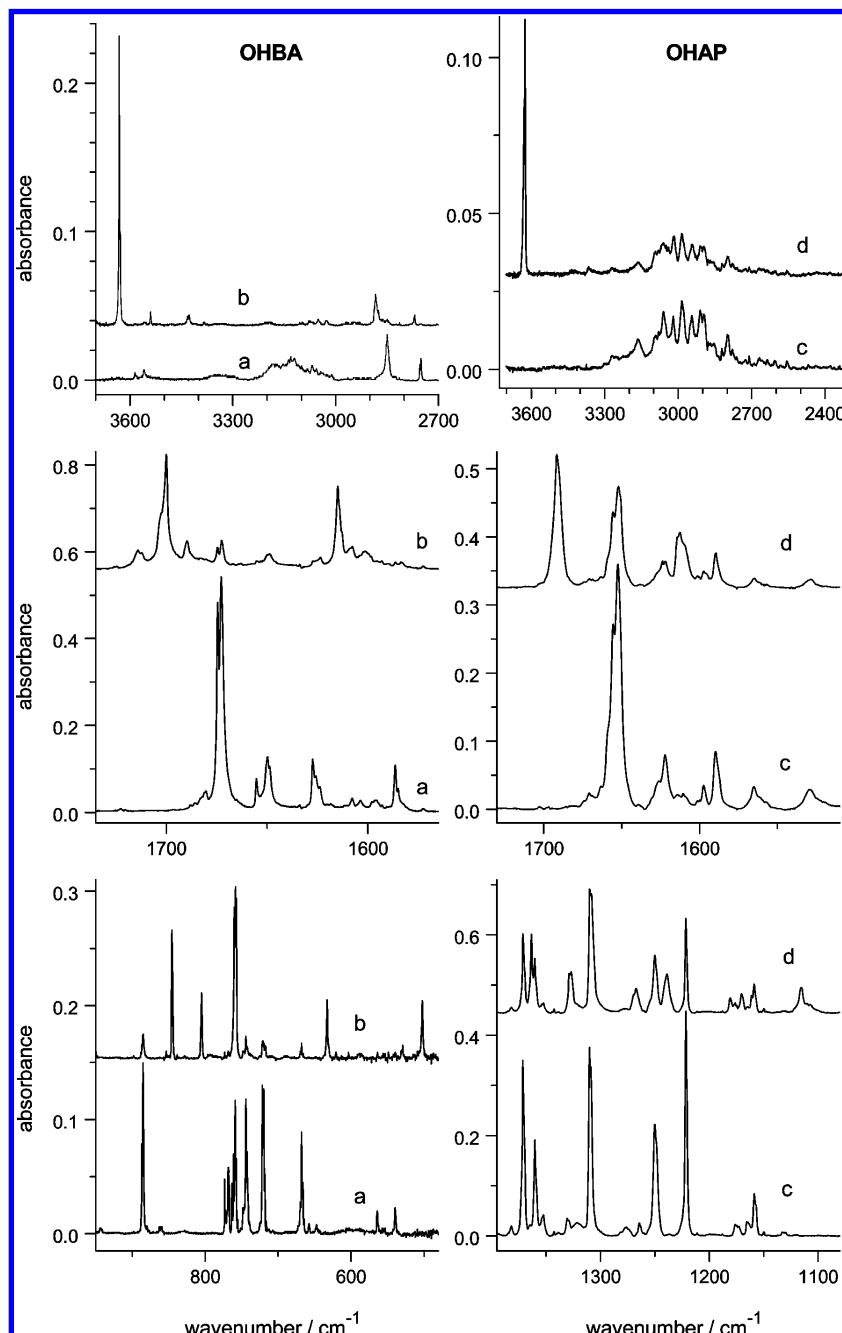 OHBA
OHAP
0.2
0.1
0.0
absorbance
b
a
3600 3300 3000 2700
0.10
0.05
0.00
d
c
3600 3300 3000 2700 2400
0.8
0.6
0.4
0.2
0.0
absorbance
b
a
1700 1600
0.5
0.4
0.3
0.2
0.1
0.0
d
c
1700 1600
0.3
0.2
0.1
0.0
absorbance
b
a
800 600
wavenumber / cm⁻¹
0.6
0.4
0.2
0.0
d
c
1300 1200 1100
wavenumber / cm⁻¹